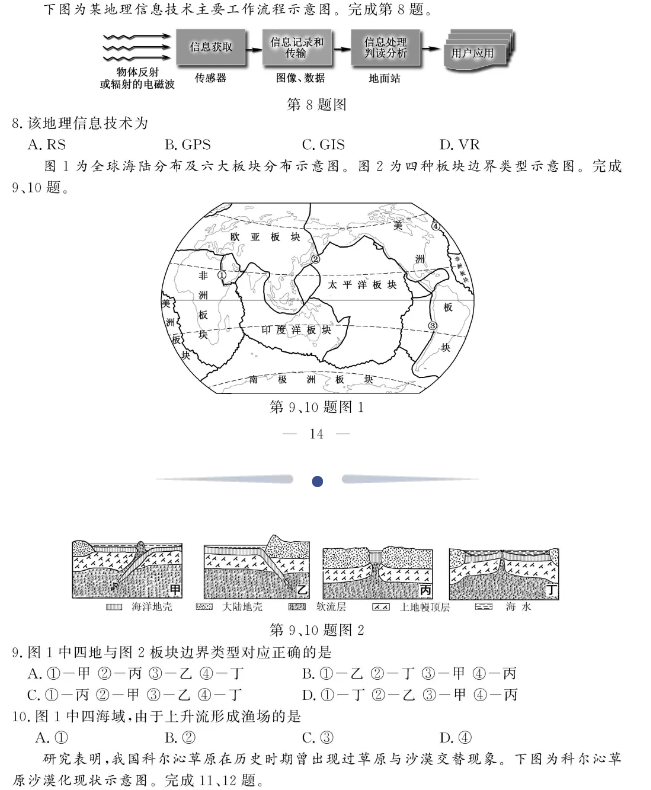 下图为某地理信息技术主要工作流程示意图。完成第8题。
信息获取
信息记录和传输
信息处理判读分析
用户应用
物体反射
或辐射的电磁波
传感器
图像、数据
地面站
第8题图
8.该地理信息技术为
A. RS B. GPS C. GIS D. VR
图1为全球海陆分布及六大板块分布示意图。图2为四种板块边界类型示意图。完成
9、10题。
欧亚板块
美洲
④
②
①
非洲板块
太平洋板块
美洲板块
印度洋板块
③
板块
南极洲板块
第9、10题图1
— 14 —
甲
乙
丙
丁
海洋地壳 大陆地壳 软流层 上地幔顶层 海水
第9、10题图2
9.图1中四地与图2板块边界类型对应正确的是
A.①—甲 ②—丙 ③—乙 ④—丁 B.①—乙 ②—丁 ③—甲 ④—丙
C.①—丙 ②—甲 ③—乙 ④—丁 D.①—丁 ②—乙 ③—甲 ④—丙
10.图1中四海域,由于上升流形成渔场的是
A.① B.② C.③ D.④
研究表明,我国科尔沁草原在历史时期曾出现过草原与沙漠交替现象。下图为科尔沁草
原沙漠化现状示意图。完成11、12题。